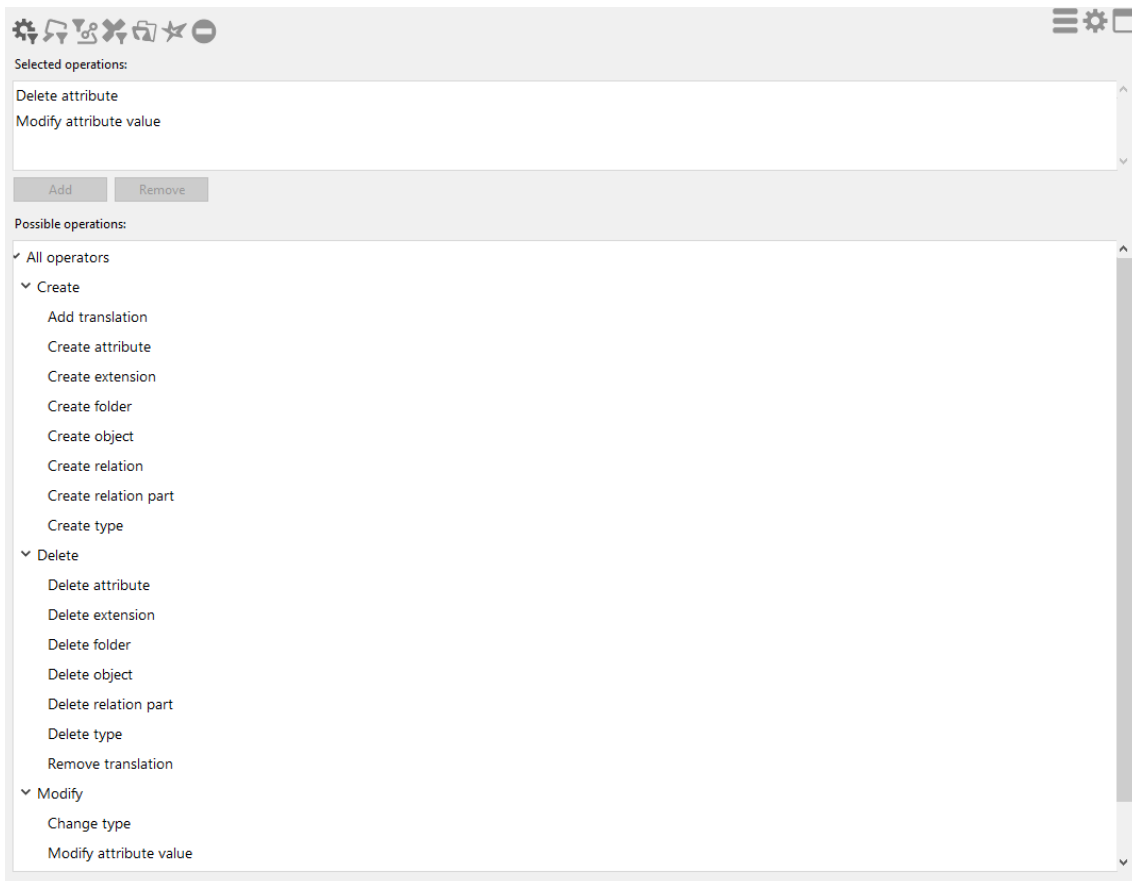 Selected operations:
Delete attribute
Modify attribute value
Add Remove
Possible operations:
All operators
Create
Add translation
Create attribute
Create extension
Create folder
Create object
Create relation
Create relation part
Create type
Delete
Delete attribute
Delete extension
Delete folder
Delete object
Delete relation part
Delete type
Remove translation
Modify
Change type
Modify attribute value